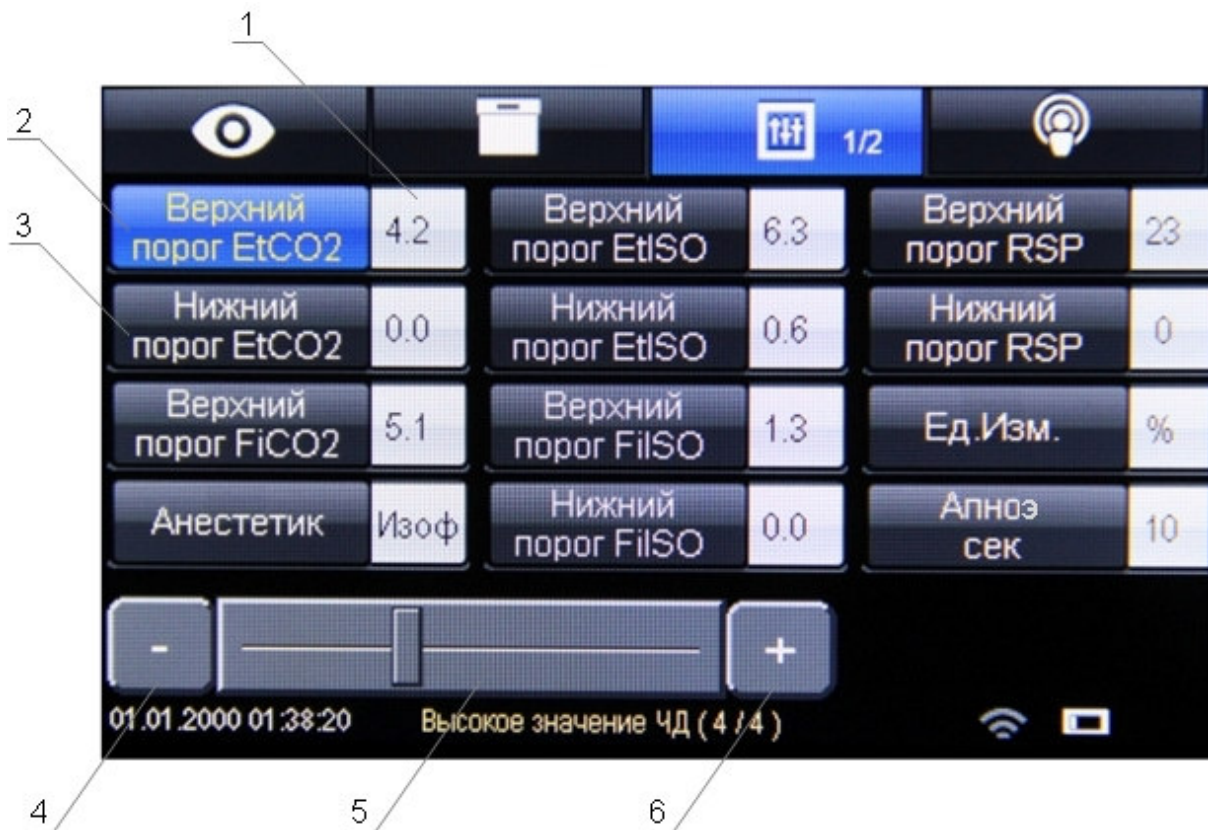 1
2
3
4
5
6
1/2
Верхний
порог EtCO2
4.2
Верхний
порог EtISO
6.3
Верхний
порог RSP
23
Нижний
порог EtCO2
0.0
Нижний
порог EtISO
0.6
Нижний
порог RSP
0
Верхний
порог FiCO2
5.1
Верхний
порог FiISO
1.3
Ед.Изм.
%
Анестетик
Изоф
Нижний
порог FiISO
0.0
Апноэ
сек
10
-
+
01.01.2000 01:38:20
Высокое значение ЧД ( 4 / 4 )